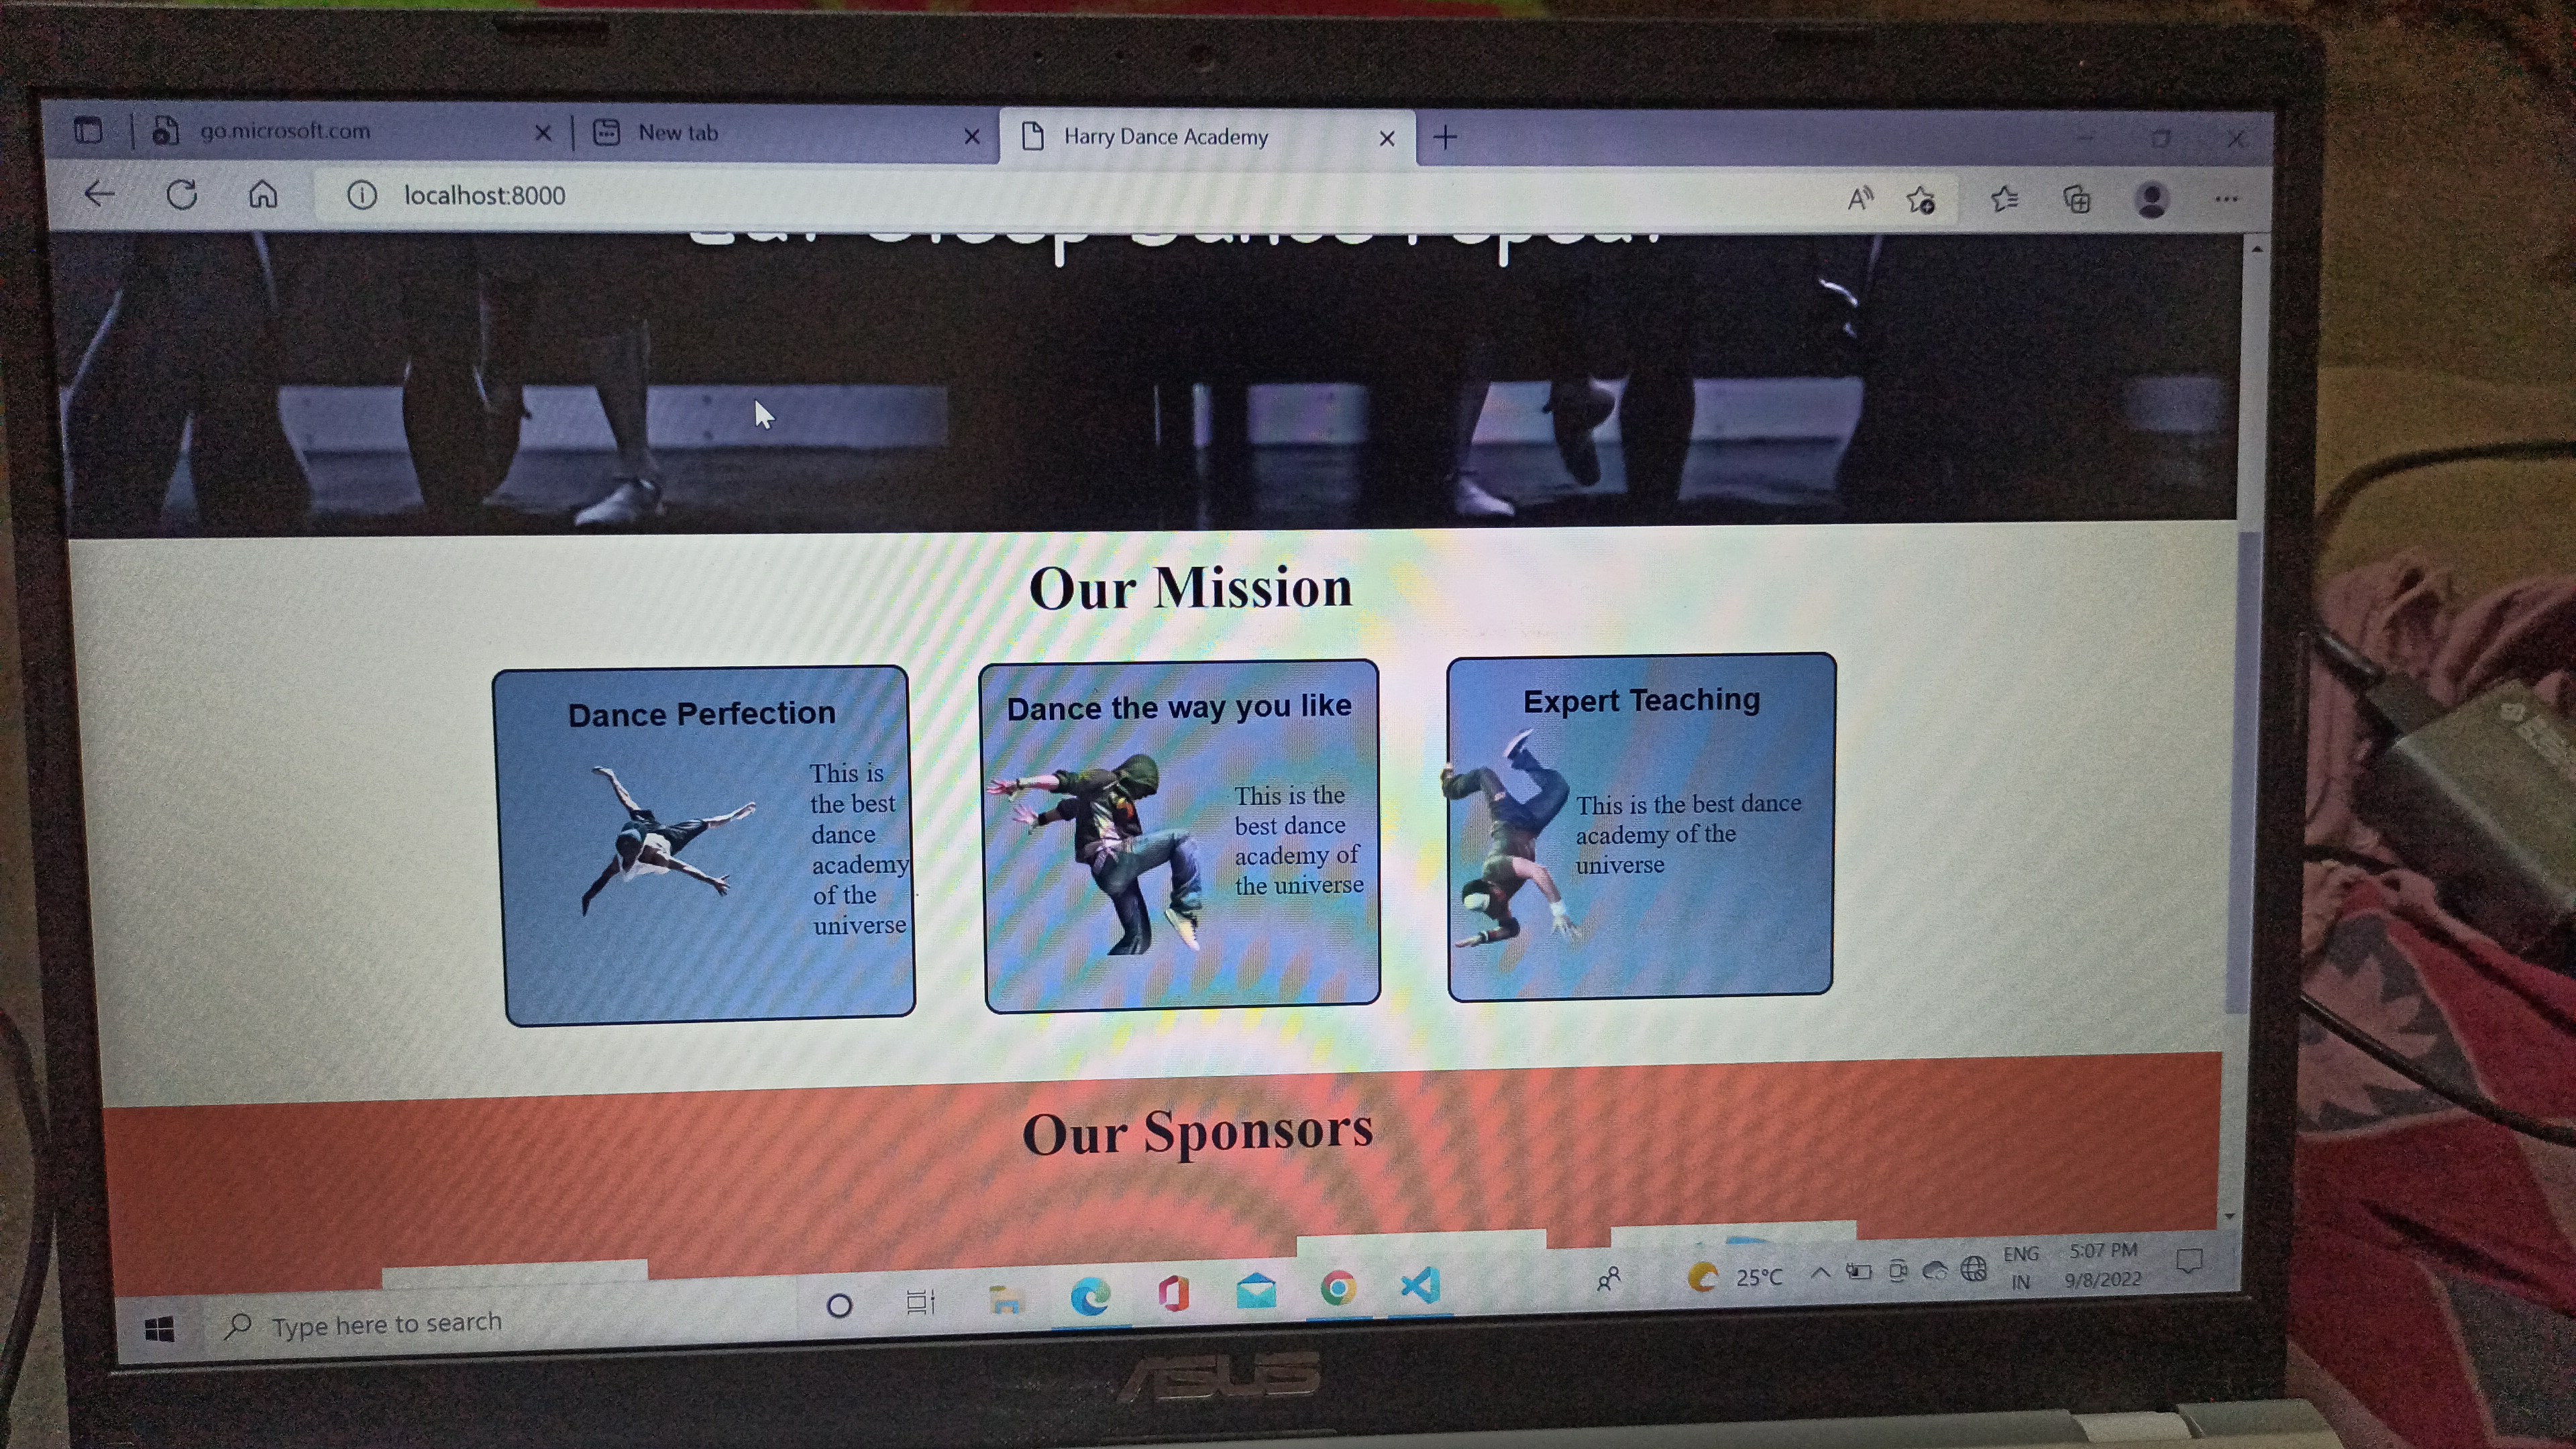 go.microsoft.com
New tab
Harry Dance Academy
localhost:8000
Our Mission
Dance Perfection
This is
the best
dance
academy
of the
universe
Dance the way you like
This is the
best dance
academy of
the universe
Expert Teaching
This is the best dance
academy of the
universe
Our Sponsors
Type here to search
25°C
ENG
IN
5:07 PM
9/8/2022
ASUS